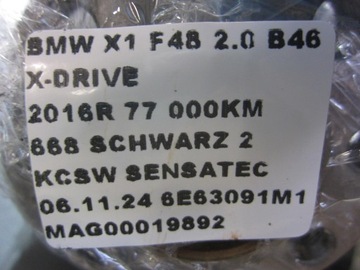 BMW X1 F48 2.0 B46
X-DRIVE
2016R 77 000KM
668 SCHWARZ 2
KCSW SENSATEC
06.11.24 6E63091M1
MAG00019892